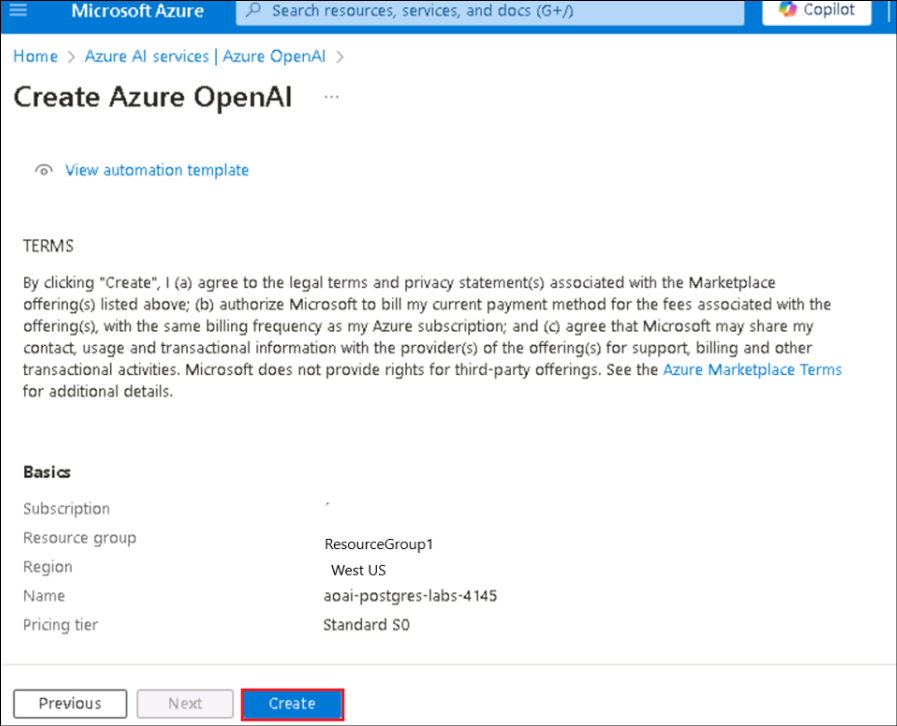 Microsoft Azure
Search resources, services, and docs (G+/)
Copilot
Home > Azure AI services | Azure OpenAI >
Create Azure OpenAI ...
View automation template
TERMS
By clicking "Create", I (a) agree to the legal terms and privacy statement(s) associated with the Marketplace
offering(s) listed above; (b) authorize Microsoft to bill my current payment method for the fees associated with the
offering(s), with the same billing frequency as my Azure subscription; and (c) agree that Microsoft may share my
contact, usage and transactional information with the provider(s) of the offering(s) for support, billing and other
transactional activities. Microsoft does not provide rights for third-party offerings. See the Azure Marketplace Terms
for additional details.
Basics
Subscription
Resource group ResourceGroup1
Region West US
Name aoai-postgres-labs-4145
Pricing tier Standard S0
Previous Next Create